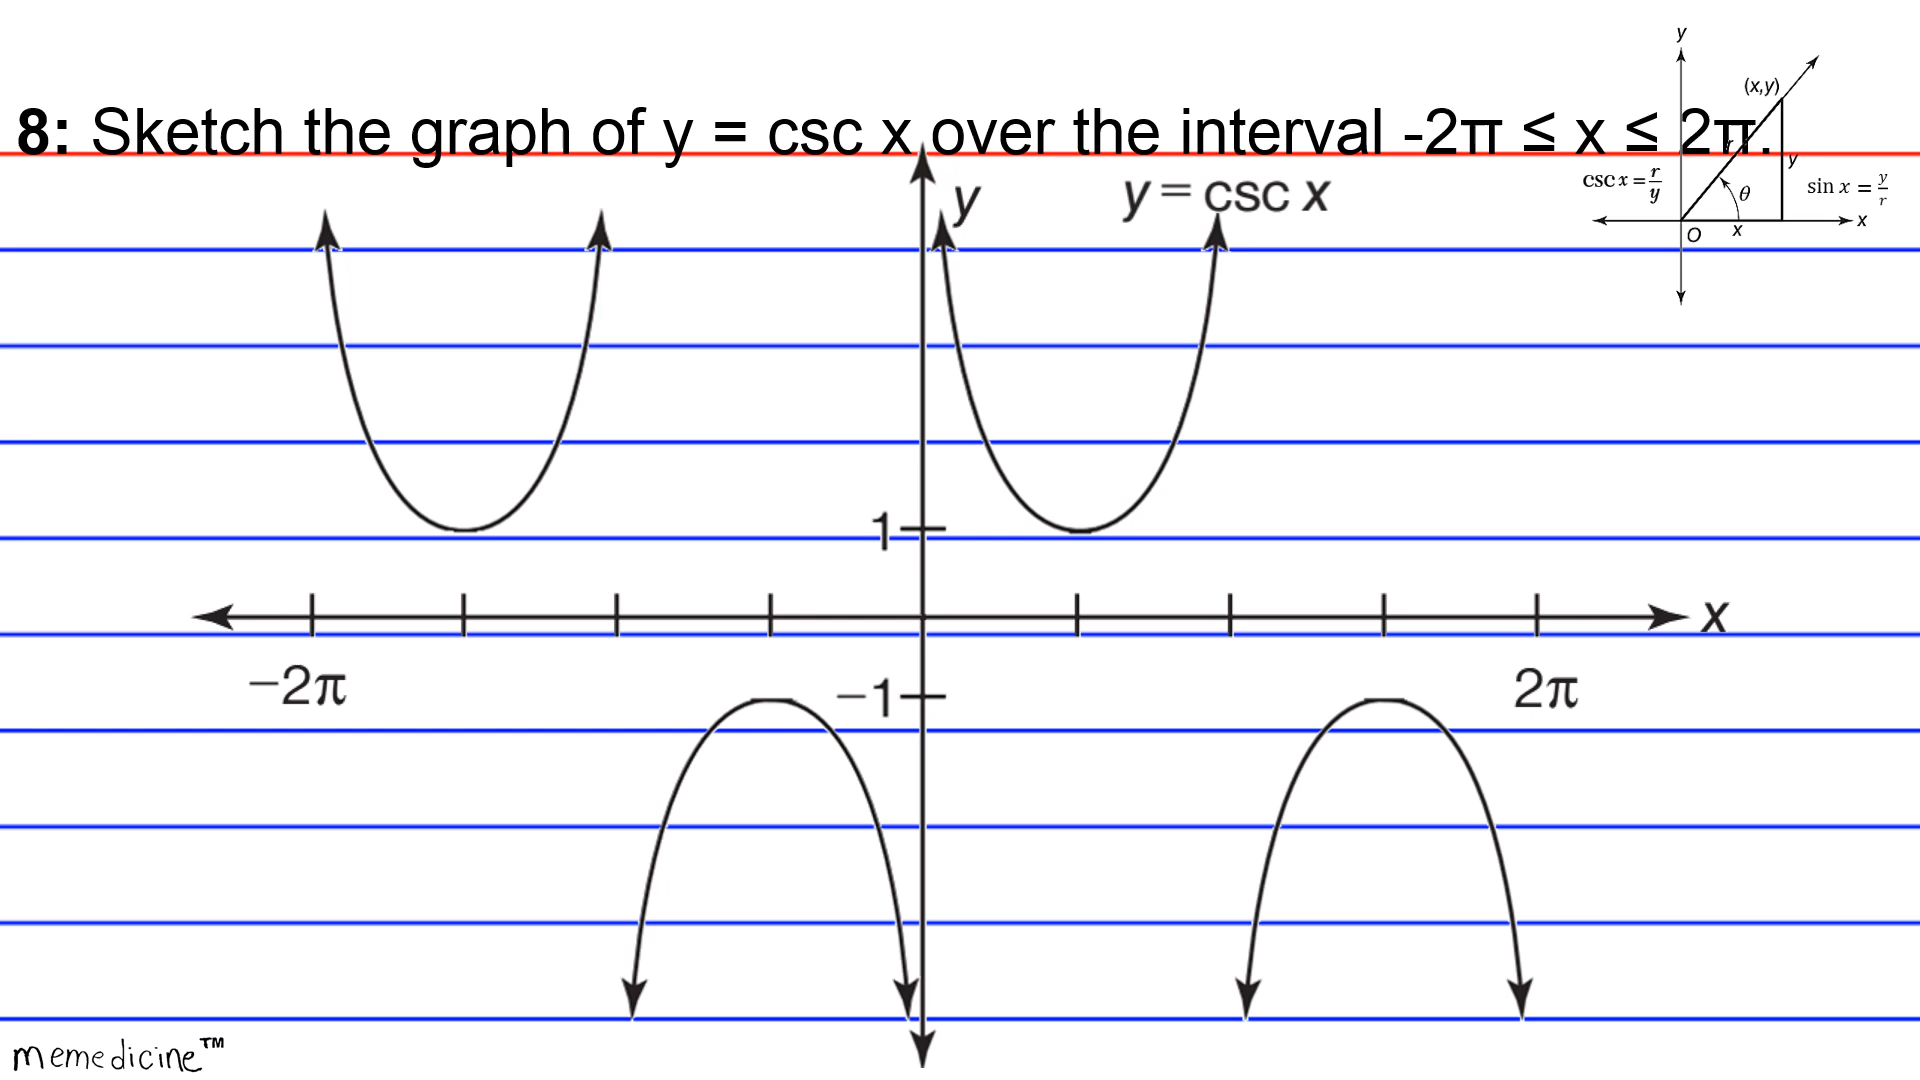 8: Sketch the graph of y = csc x over the interval -2π ≤ x ≤ 2π.
y
(x,y)
r
y
csc x = r/y
θ
sin x = y/r
O
x
x
y
y = csc x
1
x
−2π
−1
2π
memedicine™